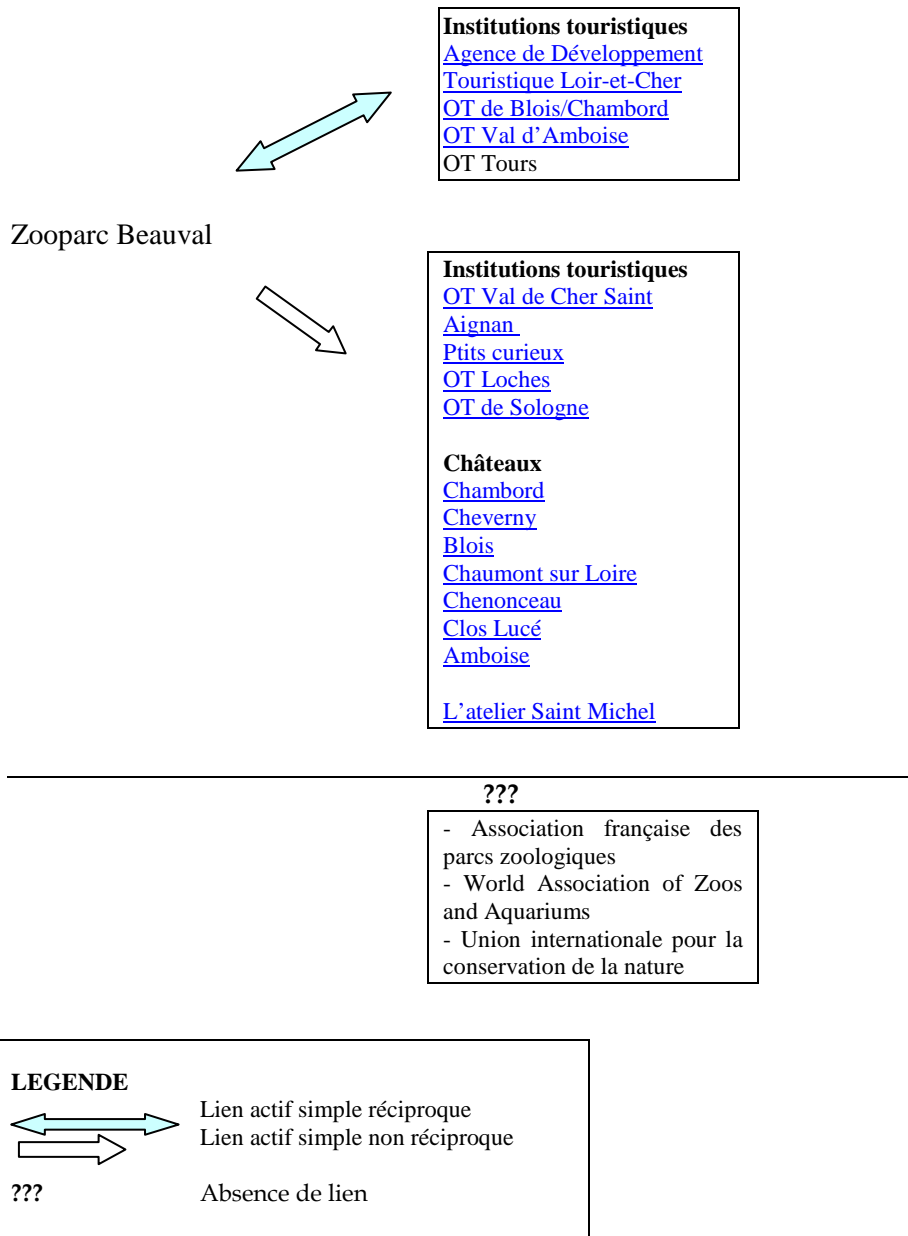 Institutions touristiques
Agence de Développement
Touristique Loir-et-Cher
OT de Blois/Chambord
OT Val d’Amboise
OT Tours
Zooparc Beauval
Institutions touristiques
OT Val de Cher Saint
Aignan
Ptits curieux
OT Loches
OT de Sologne
Châteaux
Chambord
Cheverny
Blois
Chaumont sur Loire
Chenonceau
Clos Lucé
Amboise
L’atelier Saint Michel
???
- Association française des
parcs zoologiques
- World Association of Zoos
and Aquariums
- Union internationale pour la
conservation de la nature
LEGENDE
Lien actif simple réciproque
Lien actif simple non réciproque
??? Absence de lien